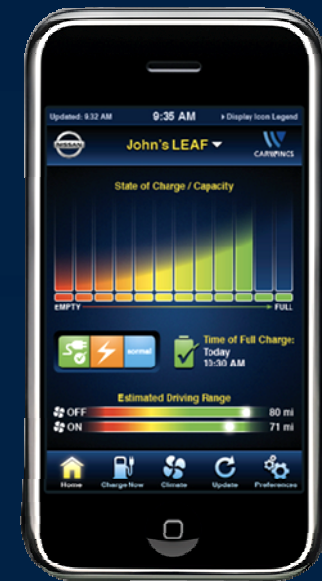 Updated: 9:32 AM 9:35 AM Display Icon Legend
NISSAN John's LEAF CARWINGS
State of Charge / Capacity
EMPTY FULL
normal
Time of Full Charge:
Today
10:30 AM
Estimated Driving Range
OFF 80 mi
ON 71 mi
Home Charge Now Climate Update Preferences